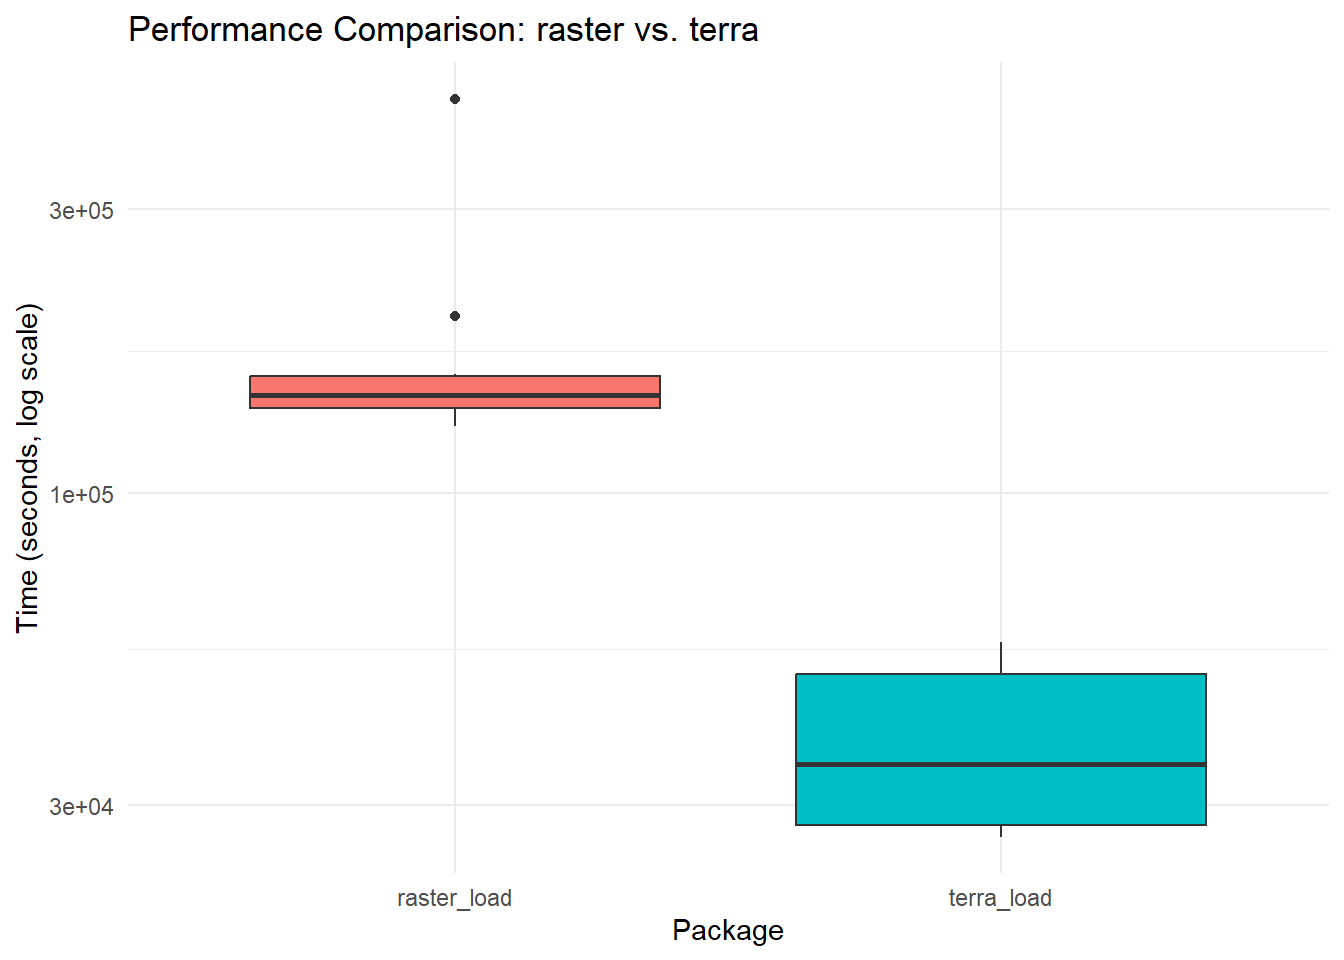 Performance Comparison: raster vs. terra
Time (seconds, log scale)
3e+05
1e+05
3e+04
raster_load
terra_load
Package